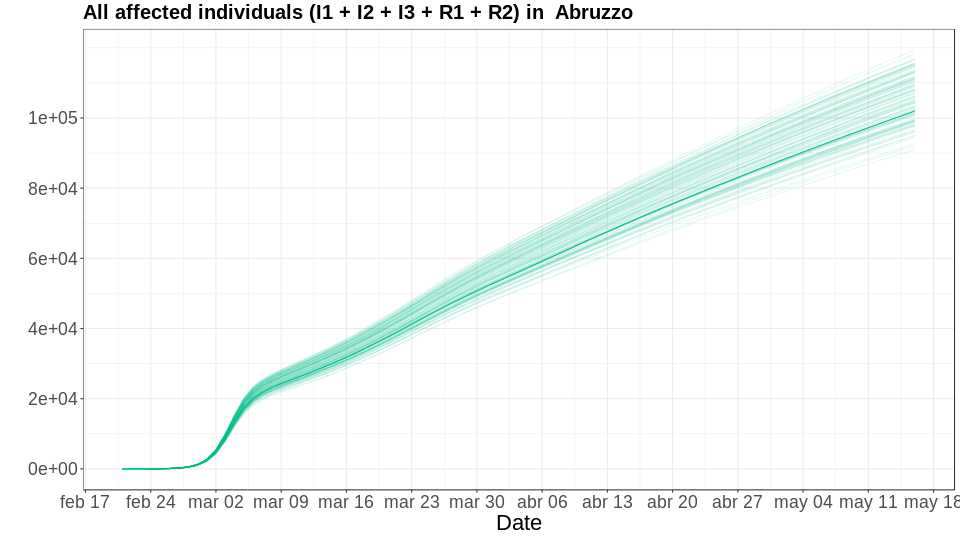 All affected individuals (I1 + I2 + I3 + R1 + R2) in  Abruzzo
1e+05
8e+04
6e+04
4e+04
2e+04
0e+00
feb 17 feb 24 mar 02 mar 09 mar 16 mar 23 mar 30 abr 06 abr 13 abr 20 abr 27 may 04 may 11 may 18
Date